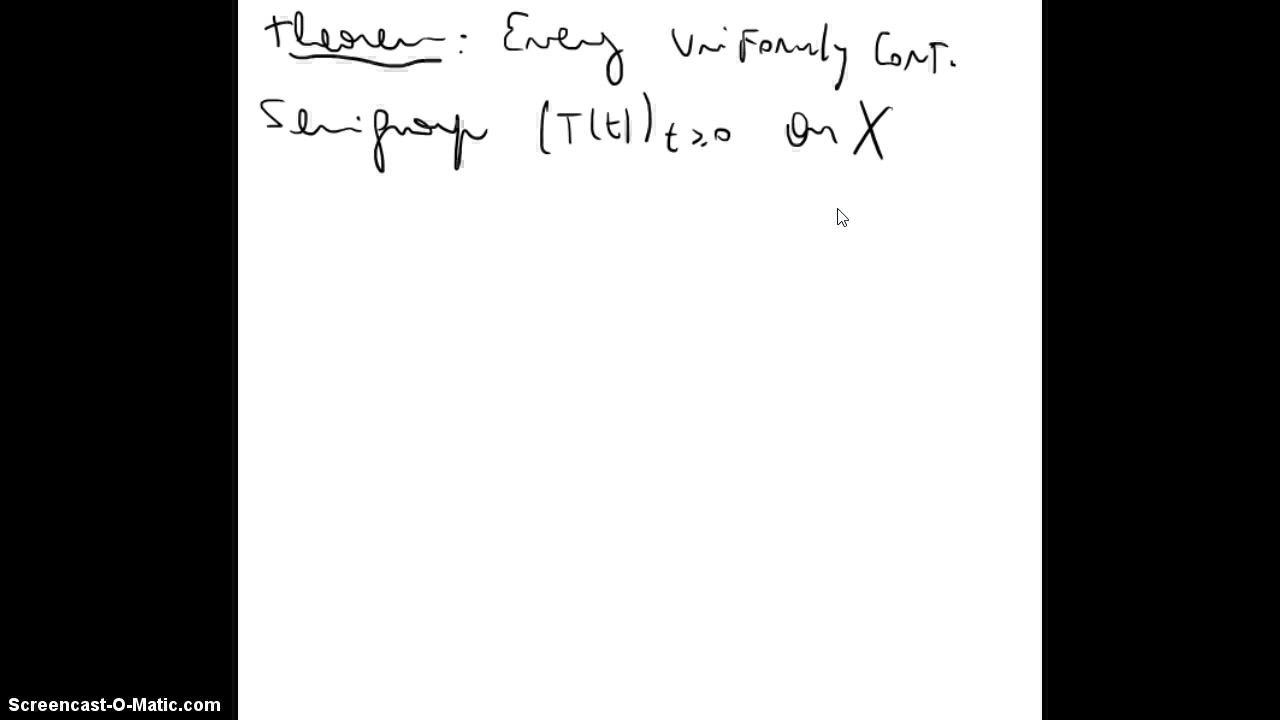 Theorem: Every Uniformly Cont.
Semigroup (T(t))t≥0 on X
Screencast-O-Matic.com